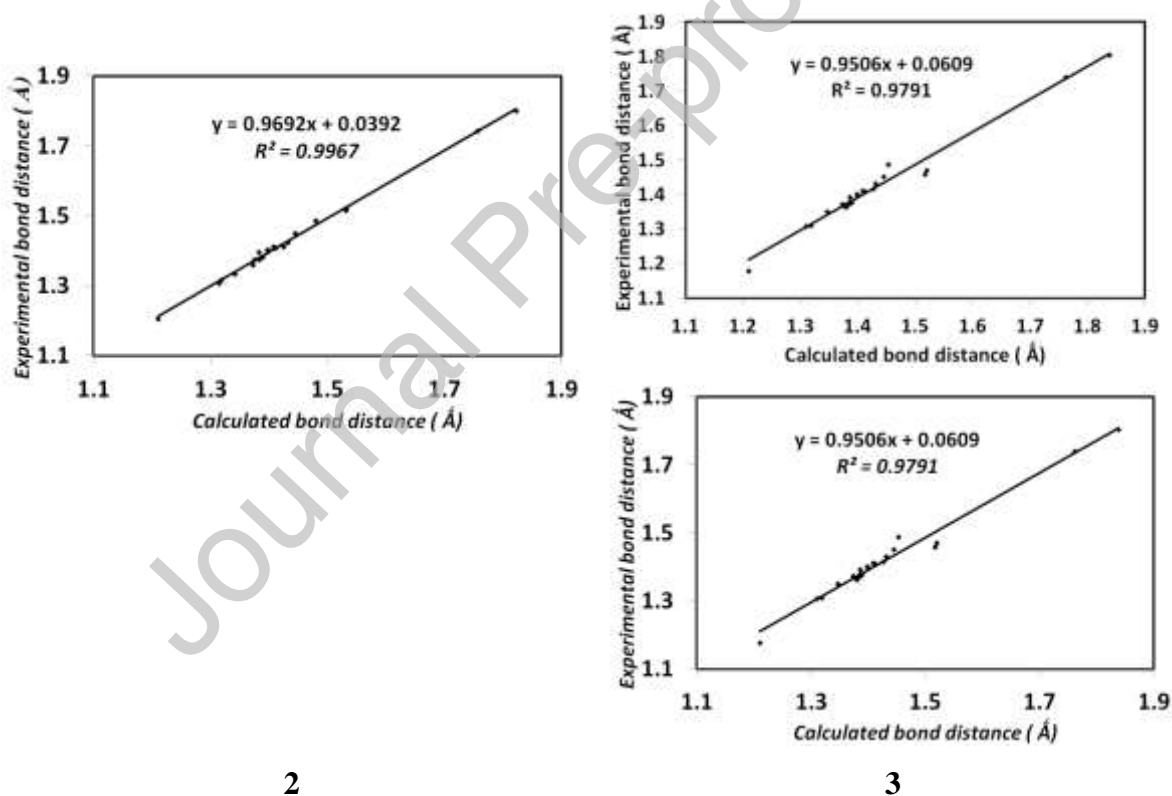 Journal Pre-pro
Experimental bond distance ( Å)
1.9
1.7
1.5
1.3
1.1
y = 0.9692x + 0.0392
R² = 0.9967
1.1 1.3 1.5 1.7 1.9
Calculated bond distance ( Å)
Experimental bond distance ( Å)
1.9
1.8
1.7
1.6
1.5
1.4
1.3
1.2
1.1
y = 0.9506x + 0.0609
R² = 0.9791
1.1 1.2 1.3 1.4 1.5 1.6 1.7 1.8 1.9
Calculated bond distance ( Å)
Experimental bond distance ( Å)
1.9
1.7
1.5
1.3
1.1
y = 0.9506x + 0.0609
R² = 0.9791
1.1 1.3 1.5 1.7 1.9
Calculated bond distance ( Å)
2 3